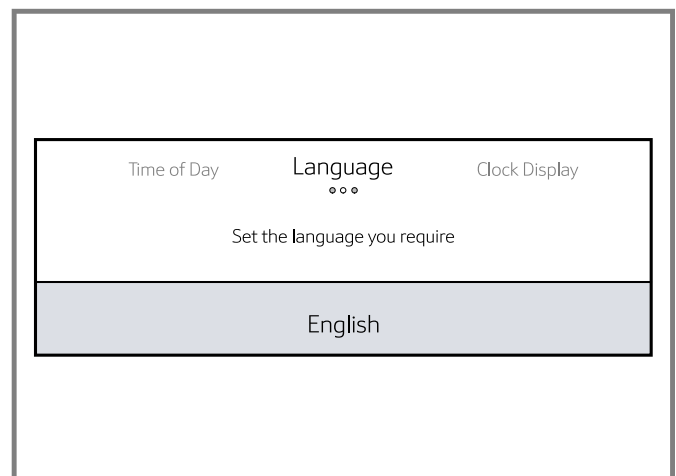 Time of Day Language Clock Display
Set the language you require
English